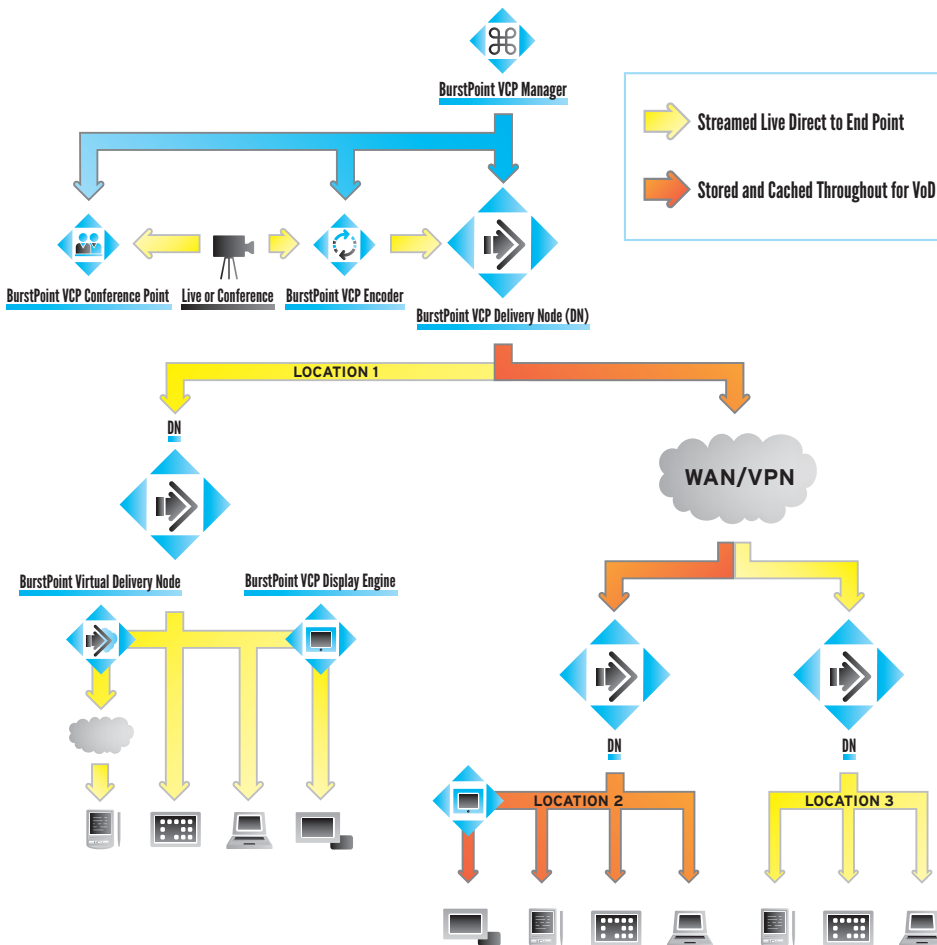 BurstPoint VCP Manager
Streamed Live Direct to End Point
Stored and Cached Throughout for VoD
BurstPoint VCP Conference Point
Live or Conference
BurstPoint VCP Encoder
BurstPoint VCP Delivery Node (DN)
LOCATION 1
DN
WAN/VPN
BurstPoint Virtual Delivery Node
BurstPoint VCP Display Engine
DN
DN
LOCATION 2
LOCATION 3